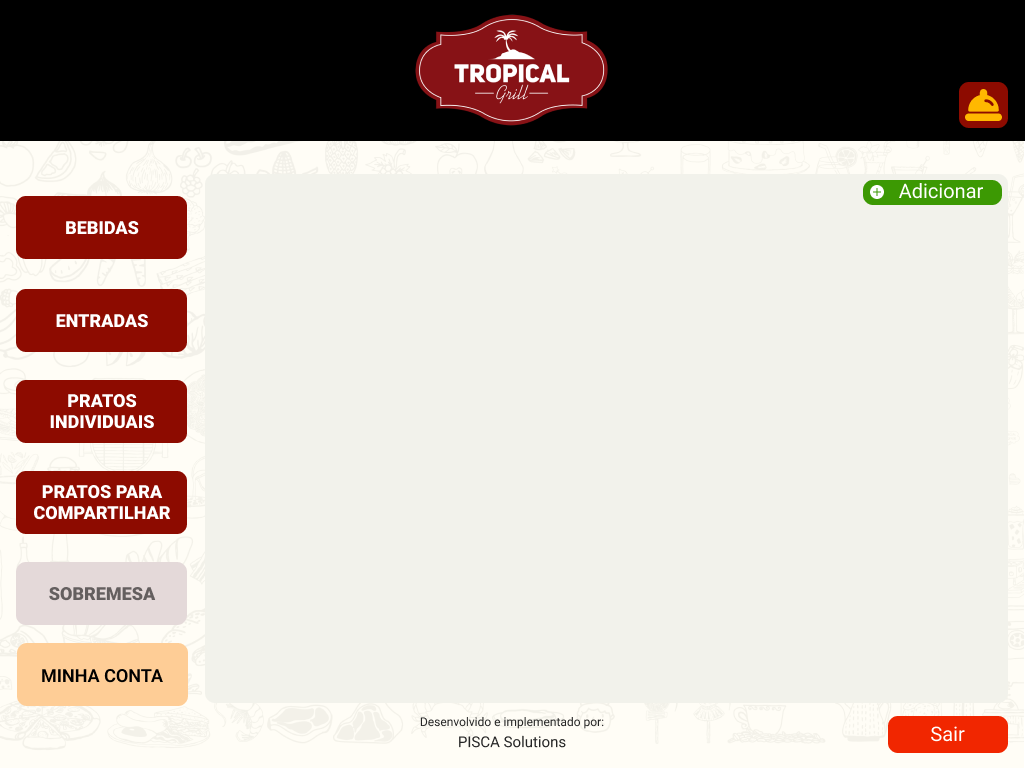 TROPICAL
Grill
Adicionar
BEBIDAS
ENTRADAS
PRATOS
INDIVIDUAIS
PRATOS PARA
COMPARTILHAR
SOBREMESA
MINHA CONTA
Desenvolvido e implementado por:
PISCA Solutions
Sair